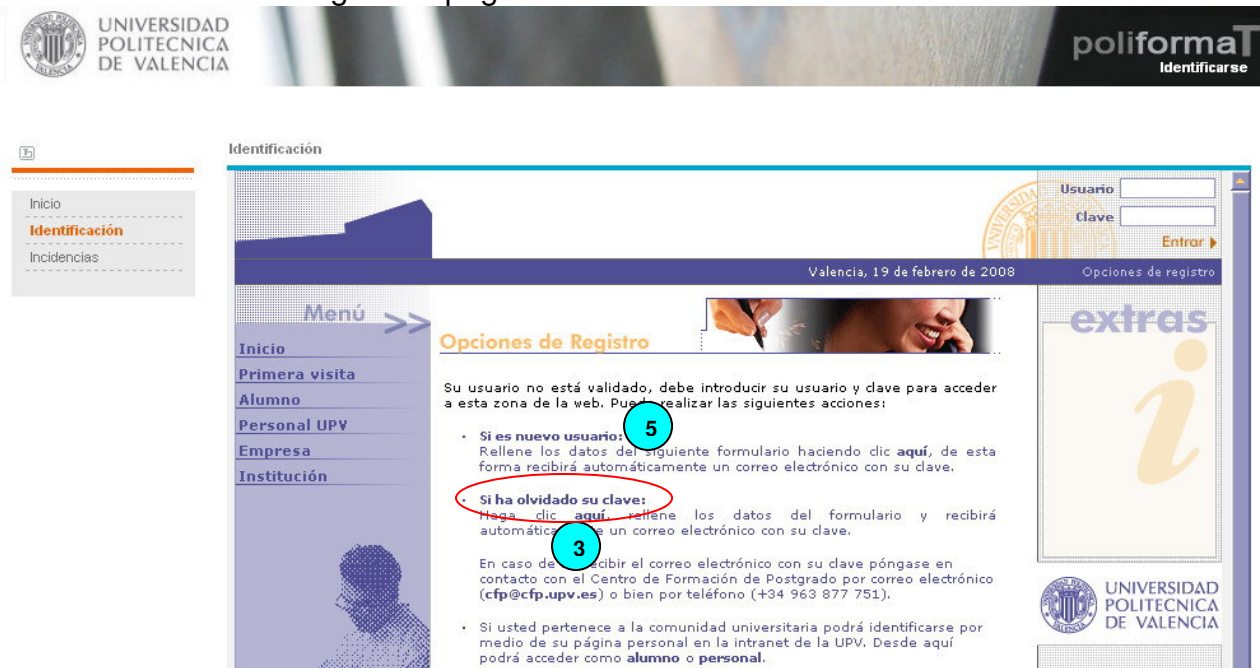 UNIVERSIDAD
POLITECNICA
DE VALENCIA
poliformaT
Identificarse
Identificación
Inicio
Identificación
Incidencias
Usuario
Clave
Entrar
Valencia, 19 de febrero de 2008
Opciones de registro
Menú >>
Inicio
Primera visita
Alumno
Personal UPV
Empresa
Institución
Opciones de Registro
Su usuario no está validado, debe introducir su usuario y clave para acceder
a esta zona de la web. Puede realizar las siguientes acciones:
5
· Si es nuevo usuario:
Rellene los datos del siguiente formulario haciendo clic aquí, de esta
forma recibirá automáticamente un correo electrónico con su clave.
· Si ha olvidado su clave:
Haga clic aquí, rellene los datos del formulario y recibirá
automáticamente un correo electrónico con su clave.
3
En caso de recibir el correo electrónico con su clave póngase en
contacto con el Centro de Formación de Postgrado por correo electrónico
(cfp@cfp.upv.es) o bien por teléfono (+34 963 877 751).
· Si usted pertenece a la comunidad universitaria podrá identificarse por
medio de su página personal en la intranet de la UPV. Desde aquí
podrá acceder como alumno o personal.
extras
i
UNIVERSIDAD
POLITECNICA
DE VALENCIA